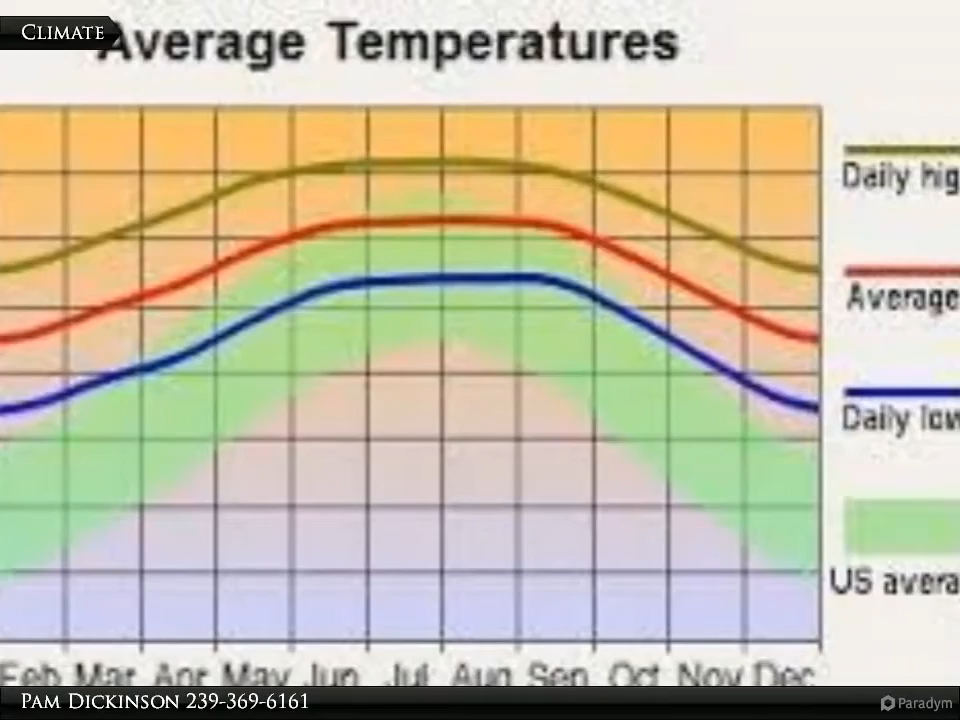 Climate
Average Temperatures
Daily hig
Average
Daily low
US avera
Feb Mar Apr May Jun Jul Aug Sep Oct Nov Dec
Pam Dickinson 239-369-6161
Paradym